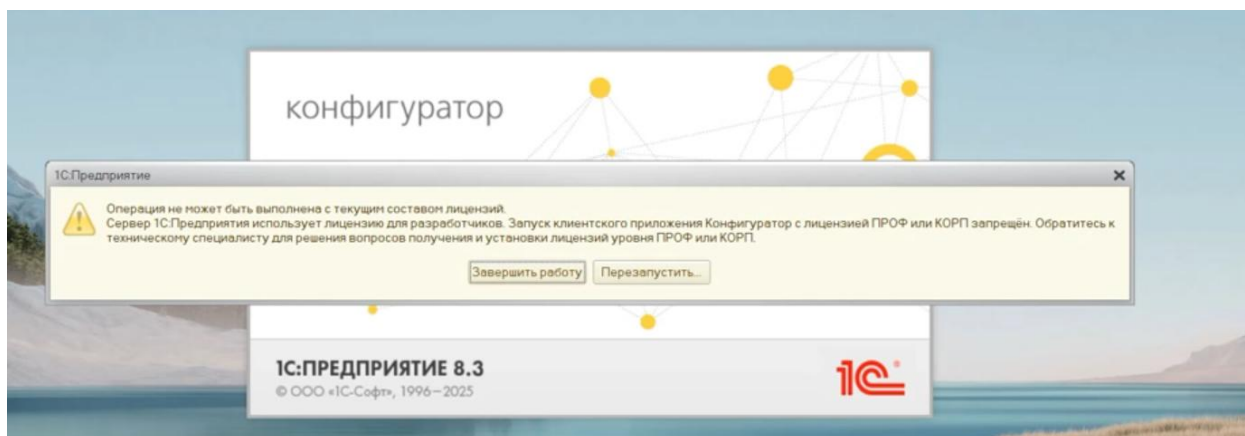 конфигуратор
1С:Предприятие
Операция не может быть выполнена с текущим составом лицензий.
Сервер 1С:Предприятия использует лицензию для разработчиков. Запуск клиентского приложения Конфигуратор с лицензией ПРОФ или КОРП запрещён. Обратитесь к
техническому специалисту для решения вопросов получения и установки лицензий уровня ПРОФ или КОРП.
Завершить работу Перезапустить...
1С:ПРЕДПРИЯТИЕ 8.3
© ООО «1С-Софт», 1996–2025
1С